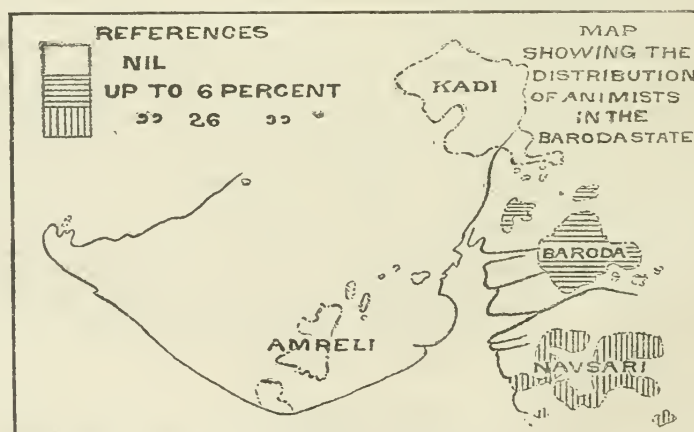 REFERENCES
NIL
UP TO 6 PERCENT
" 26 "
MAP
SHOWING THE
DISTRIBUTION
OF ANIMISTS
IN THE
BARODA STATE
KADI
BARODA
AMRELI
NAVSARI